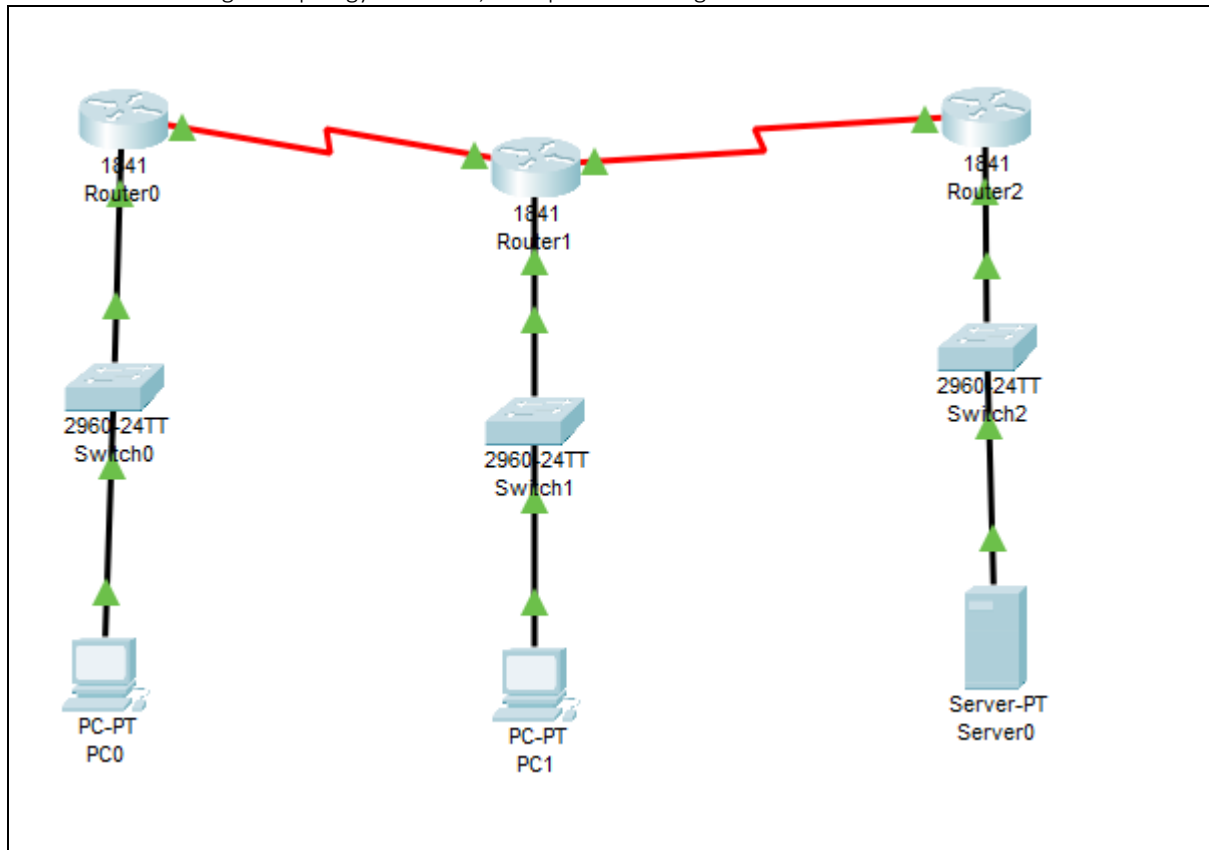 1841
Router0
1841
Router1
1841
Router2
2960-24TT
Switch0
2960-24TT
Switch1
2960-24TT
Switch2
PC-PT
PC0
PC-PT
PC1
Server-PT
Server0